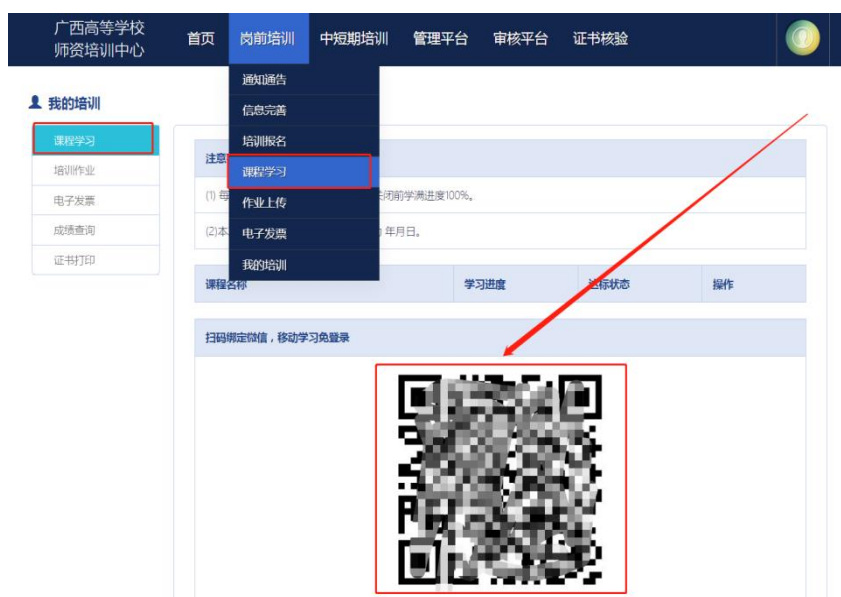 广西高等学校
师资培训中心
首页 岗前培训 中短期培训 管理平台 审核平台 证书核验
通知通告
信息完善
培训报名
课程学习
作业上传
电子发票
我的培训
我的培训
课程学习
培训作业
电子发票
成绩查询
证书打印
注意
(1) 每 关闭前学满进度100%。
(2)本 年月日。
课程名称 学习进度 达标状态 操作
扫码绑定微信，移动学习免登录